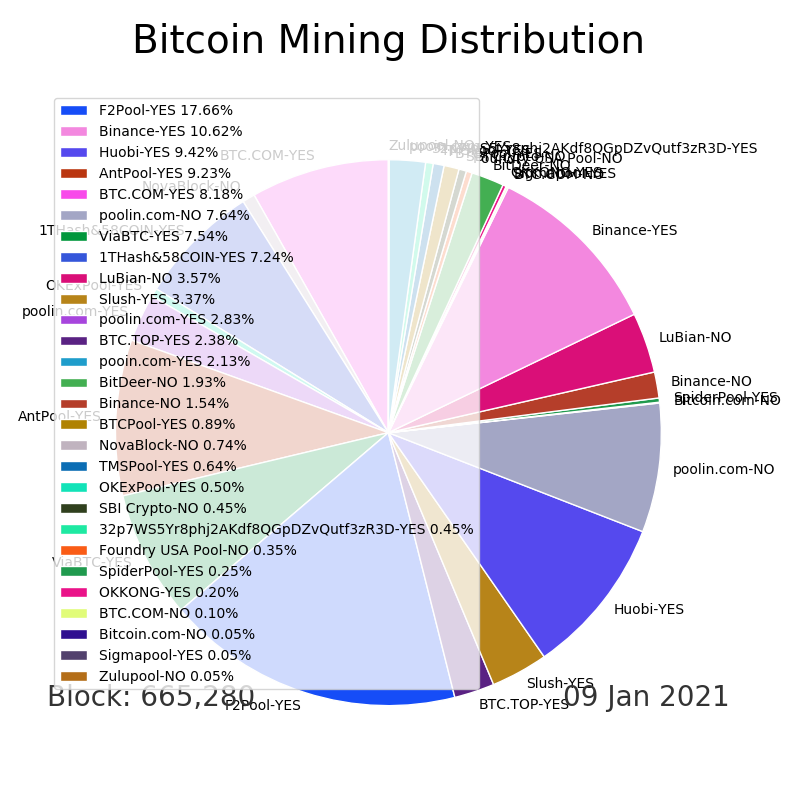 Bitcoin Mining Distribution
F2Pool-YES 17.66%
Binance-YES 10.62%
Huobi-YES 9.42%
AntPool-YES 9.23%
BTC.COM-YES 8.18%
poolin.com-NO 7.64%
ViaBTC-YES 7.54%
1THash&58COIN-YES 7.24%
LuBian-NO 3.57%
Slush-YES 3.37%
poolin.com-YES 2.83%
BTC.TOP-YES 2.38%
pooin.com-YES 2.13%
BitDeer-NO 1.93%
Binance-NO 1.54%
BTCPool-YES 0.89%
NovaBlock-NO 0.74%
TMSPool-YES 0.64%
OKExPool-YES 0.50%
SBI Crypto-NO 0.45%
32p7WS5Yr8phj2AKdf8QGpDZvQutf3zR3D-YES 0.45%
Foundry USA Pool-NO 0.35%
SpiderPool-YES 0.25%
OKKONG-YES 0.20%
BTC.COM-NO 0.10%
Bitcoin.com-NO 0.05%
Sigmapool-YES 0.05%
Zulupool-NO 0.05%
BTC.COM-YES
NovaBlock-NO
1THash&58COIN-YES
OKExPool-YES
poolin.com-YES
AntPool-YES
ViaBTC-YES
F2Pool-YES
Zulupool-NO
BitDeer-NO
Binance-YES
LuBian-NO
Binance-NO
SpiderPool-YES
Bitcoin.com-NO
poolin.com-NO
Huobi-YES
Slush-YES
BTC.TOP-YES
Block: 665,280
09 Jan 2021